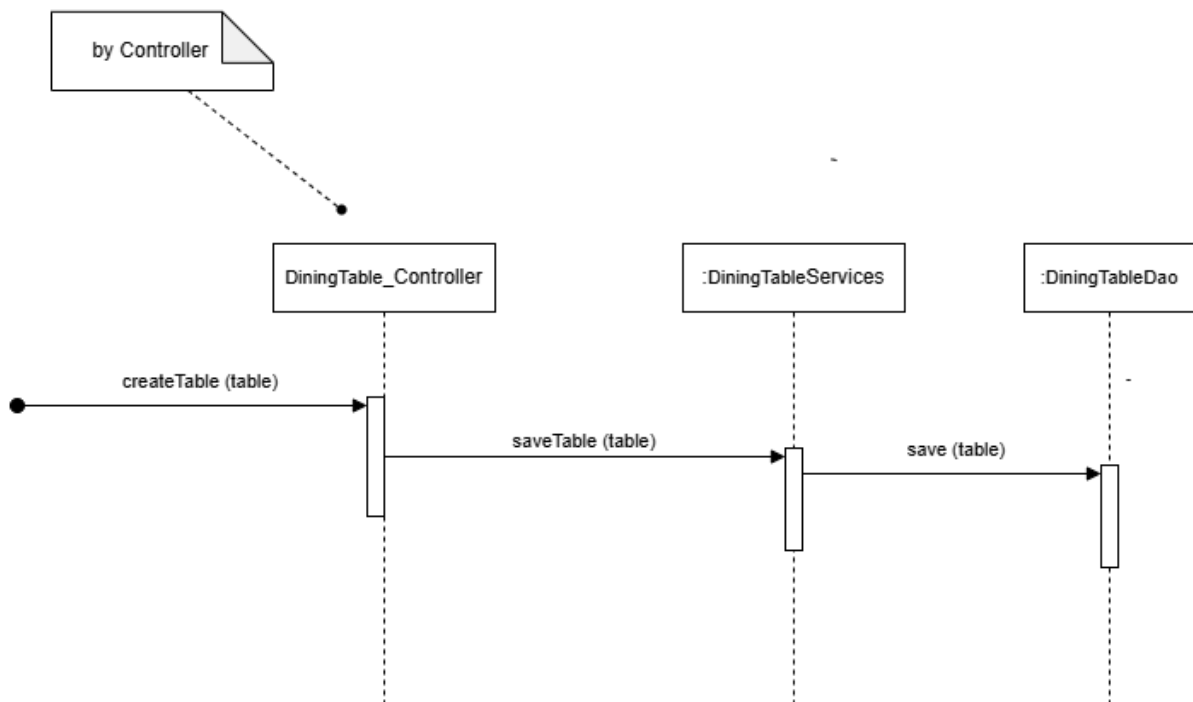 by Controller
DiningTable_Controller
:DiningTableServices
:DiningTableDao
createTable (table)
saveTable (table)
save (table)